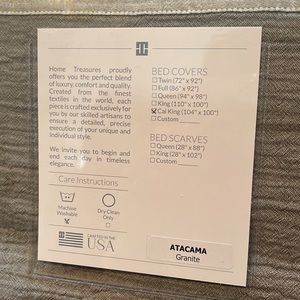 Home Treasures proudly
offers you the perfect blend
of luxury, comfort and quality.
Created from the finest
textiles in the world, each
piece is crafted exclusively for
you by our skilled artisans to
ensure a detailed, precise
execution of your unique and
individual style.
We invite you to begin and
end each day in timeless
elegance.
Care Instructions
Machine
Washable
Dry Clean
Only
CRAFTED IN THE
USA
BED COVERS
Twin (72" x 92")
Full (86" x 92")
Queen (94" x 98")
King (110" x 100")
Cal King (104" x 100")
Custom
BED SCARVES
Queen (28" x 88")
King (28" x 102")
Custom
ATACAMA
Granite